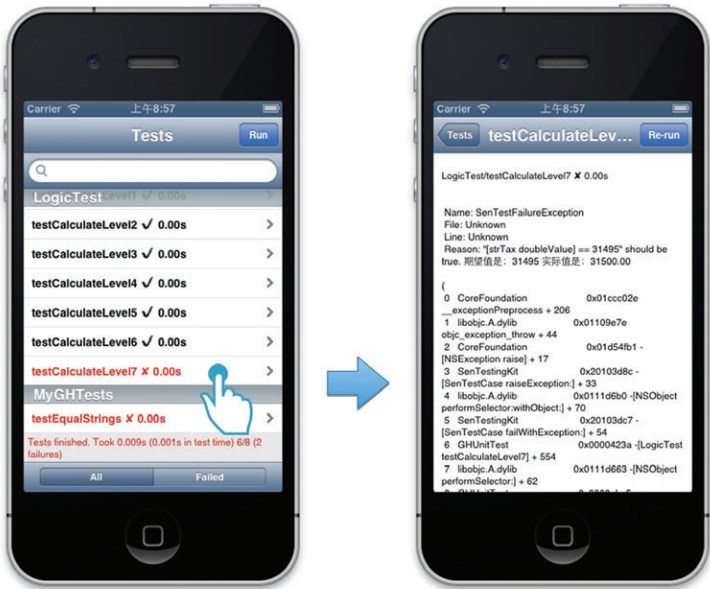 Carrier 上午8:57
Tests Run
LogicTest
testCalculateLevel2 ✓ 0.00s
testCalculateLevel3 ✓ 0.00s
testCalculateLevel4 ✓ 0.00s
testCalculateLevel5 ✓ 0.00s
testCalculateLevel6 ✓ 0.00s
testCalculateLevel7 ✘ 0.00s
MyGHTests
testEqualStrings ✘ 0.00s
Tests finished. Took 0.009s (0.001s in test time) 6/8 (2
failures)
All Failed
Carrier 上午8:57
Tests testCalculateLev... Re-run
LogicTest/testCalculateLevel7 ✘ 0.00s
Name: SenTestFailureException
File: Unknown
Line: Unknown
Reason: "[strTax doubleValue] == 31495" should be
true. 期望值是: 31495 实际值是: 31500.00
(
0 CoreFoundation 0x01ccc02e
__exceptionPreprocess + 206
1 libobjc.A.dylib 0x01109e7e
objc_exception_throw + 44
2 CoreFoundation 0x01d54fb1 -
[NSException raise] + 17
3 SenTestingKit 0x20103d8c -
[SenTestCase raiseException:] + 33
4 libobjc.A.dylib 0x0111d6b0 -[NSObject
performSelector:withObject:] + 70
5 SenTestingKit 0x20103dc7 -
[SenTestCase failWithException:] + 54
6 GHUnitTest 0x0000423a -[LogicTest
testCalculateLevel7] + 554
7 libobjc.A.dylib 0x0111d663 -[NSObject
performSelector:] + 62